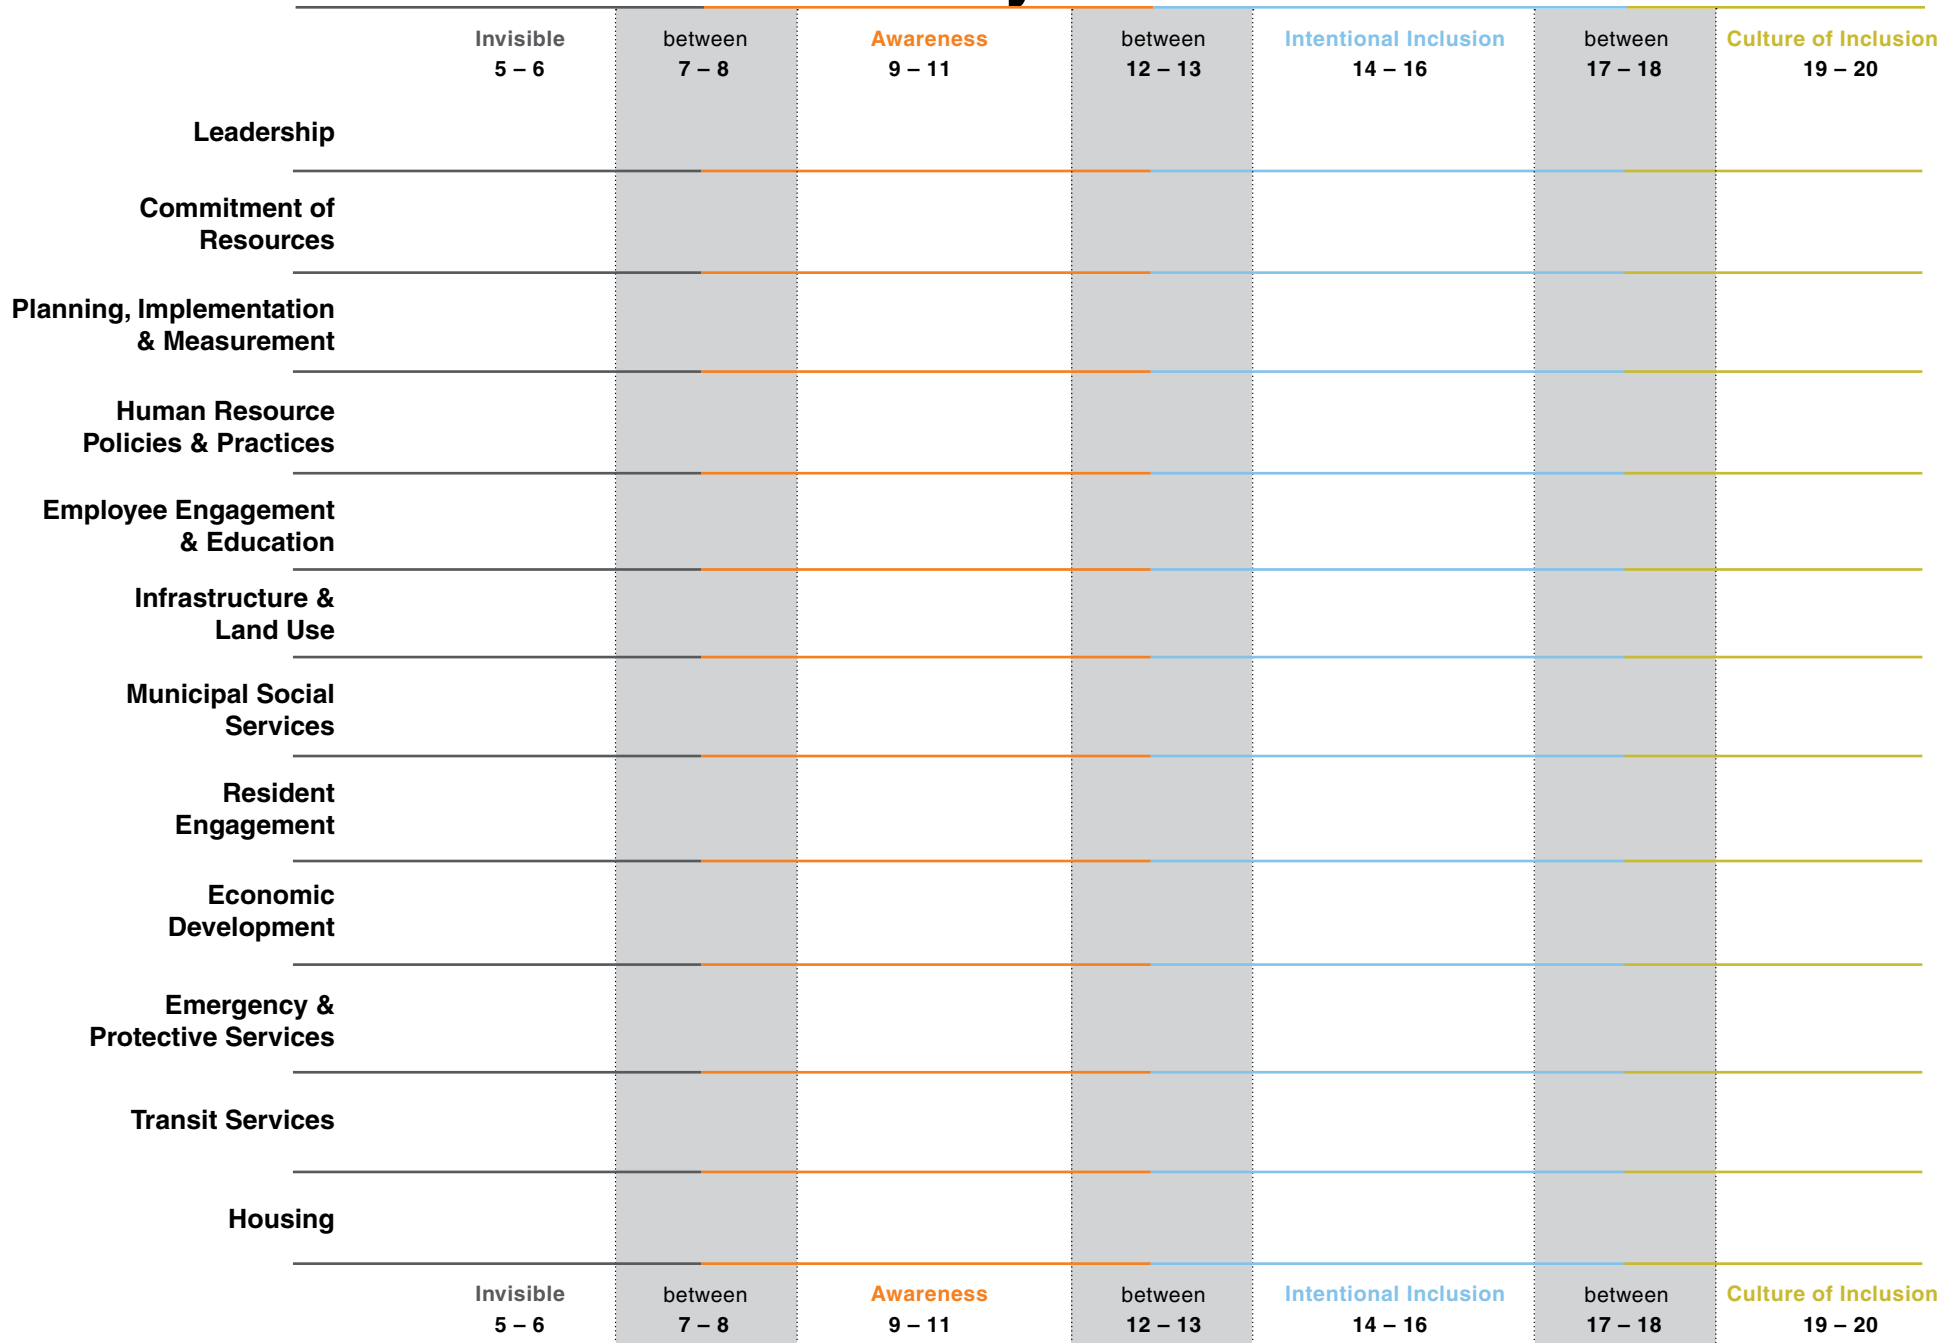 Invisible between Awareness between Intentional Inclusion between Culture of Inclusion
5 – 6 7 – 8 9 – 11 12 – 13 14 – 16 17 – 18 19 – 20
Leadership
Commitment of
Resources
Planning, Implementation
& Measurement
Human Resource
Policies & Practices
Employee Engagement
& Education
Infrastructure &
Land Use
Municipal Social
Services
Resident
Engagement
Economic
Development
Emergency &
Protective Services
Transit Services
Housing
Invisible between Awareness between Intentional Inclusion between Culture of Inclusion
5 – 6 7 – 8 9 – 11 12 – 13 14 – 16 17 – 18 19 – 20